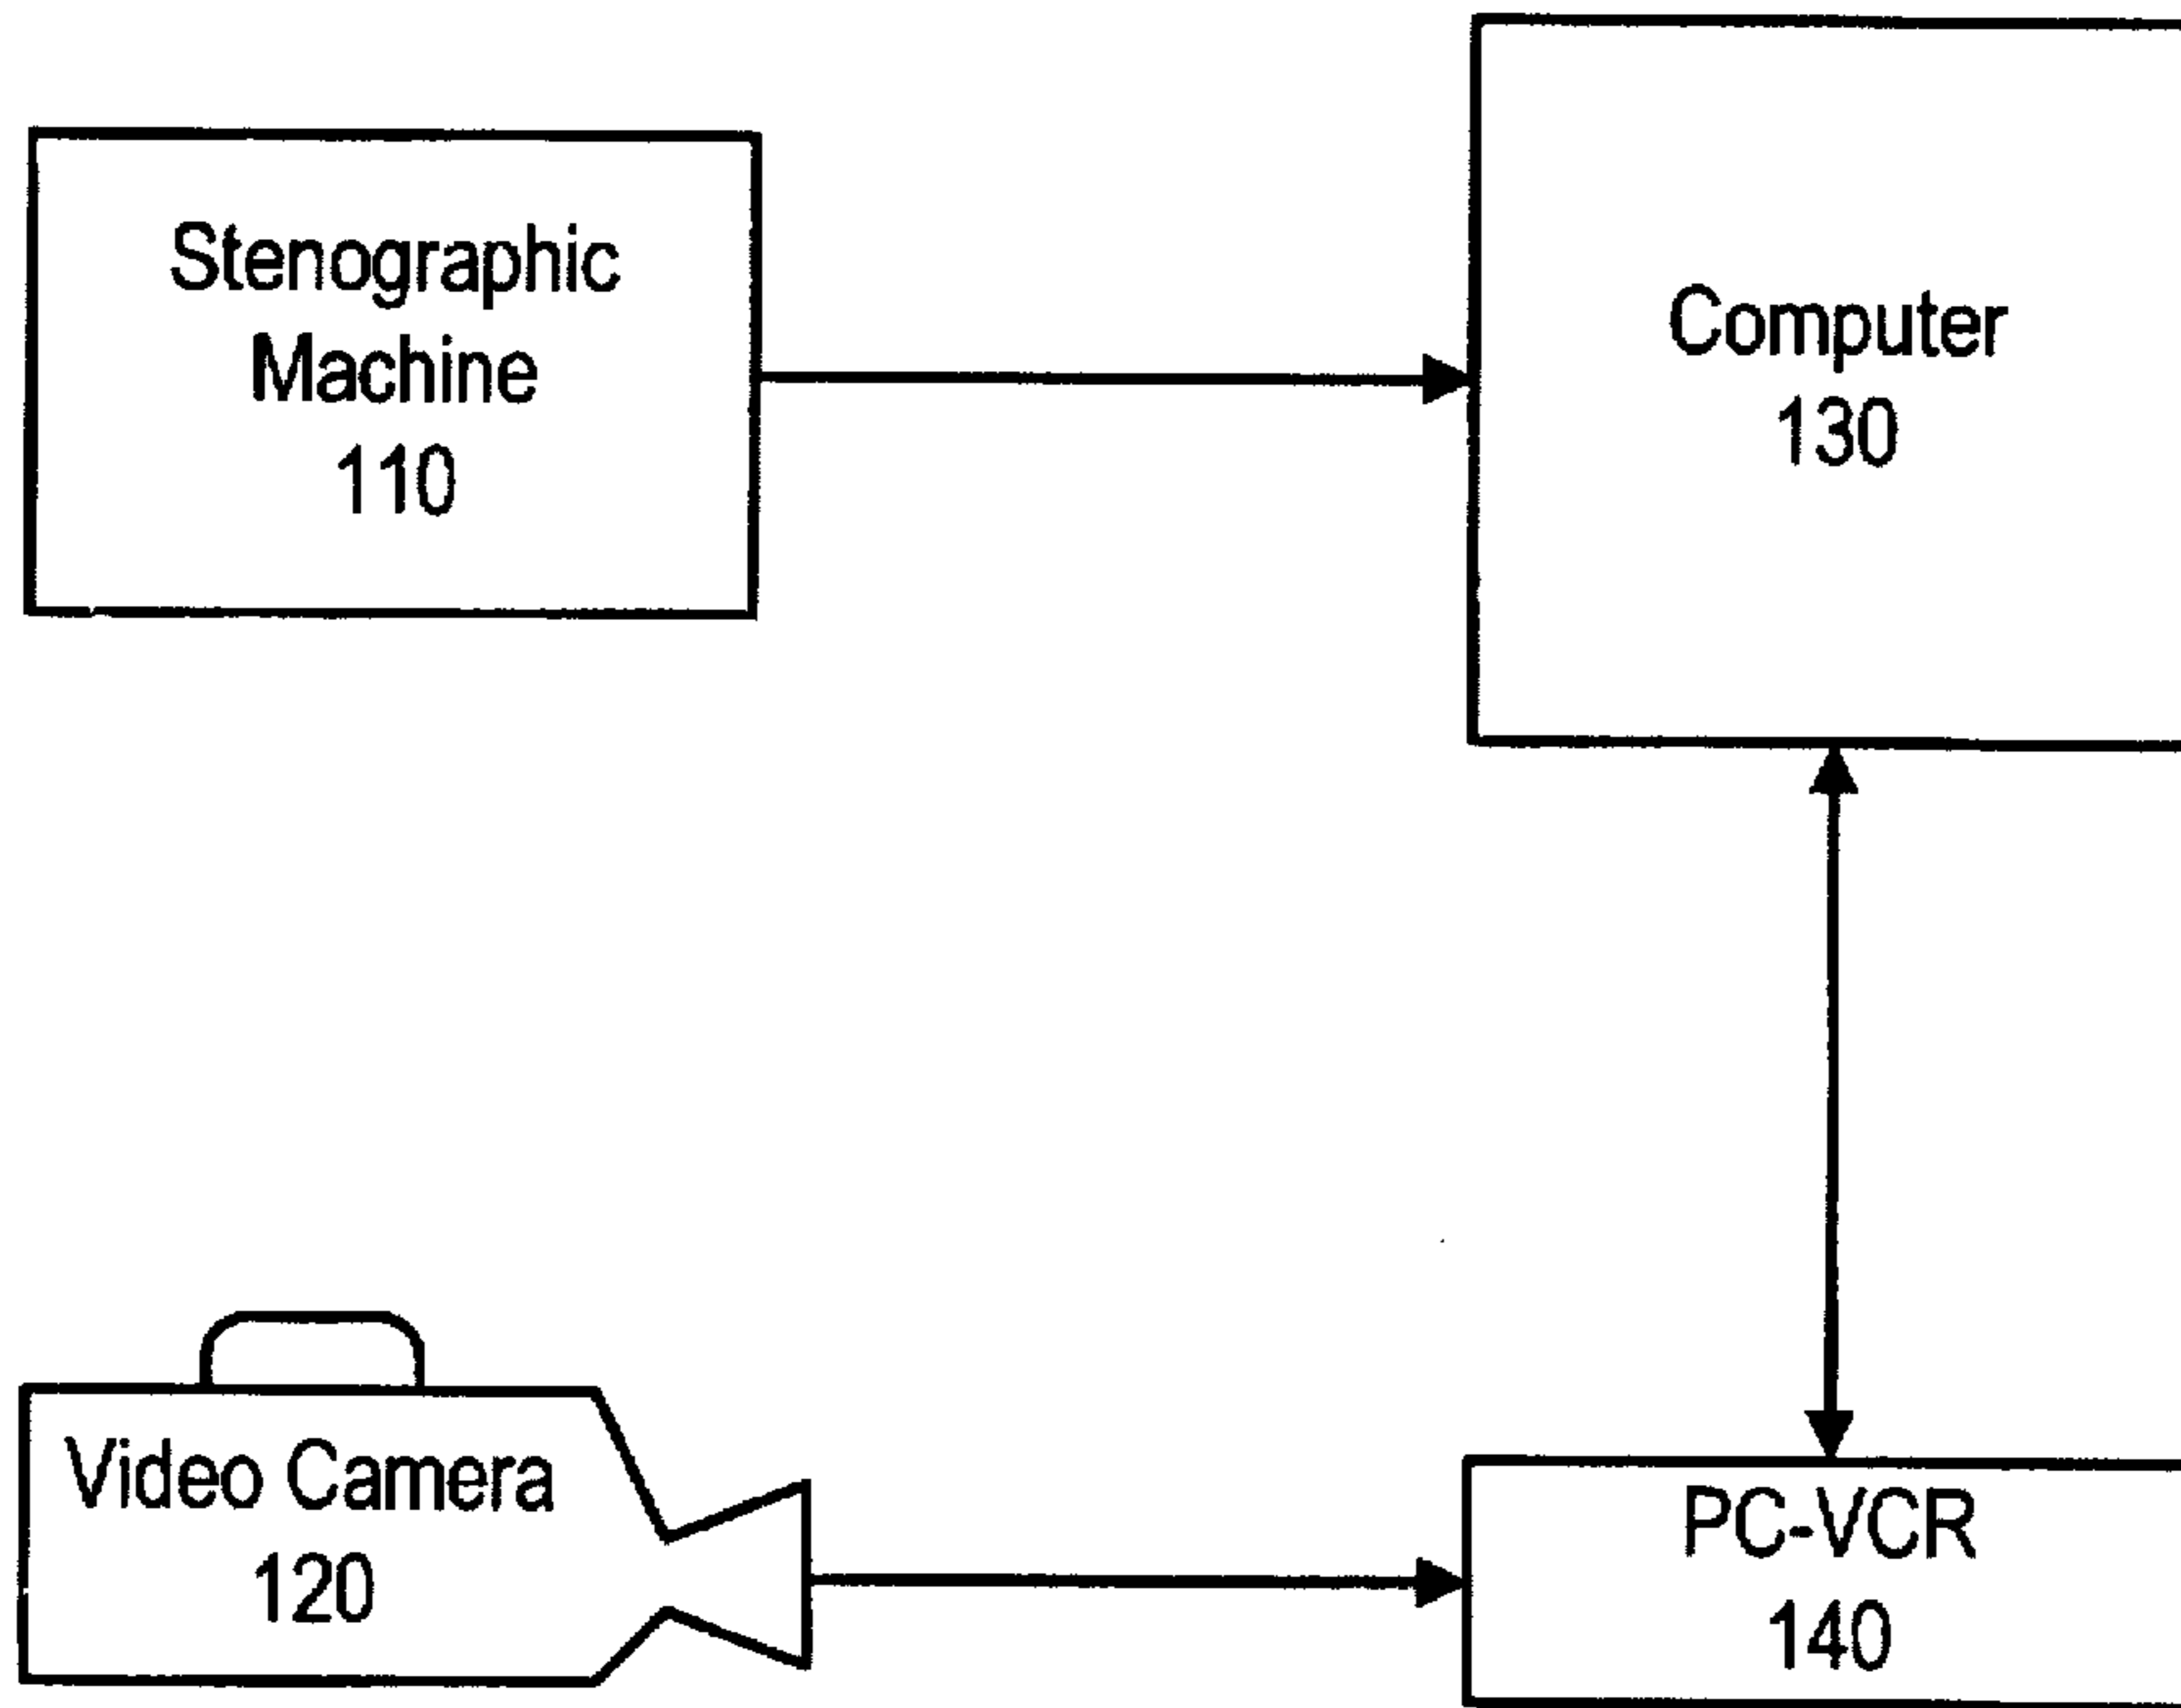 Stenographic
Machine
110
Computer
130
Video Camera
120
PC-VCR
140